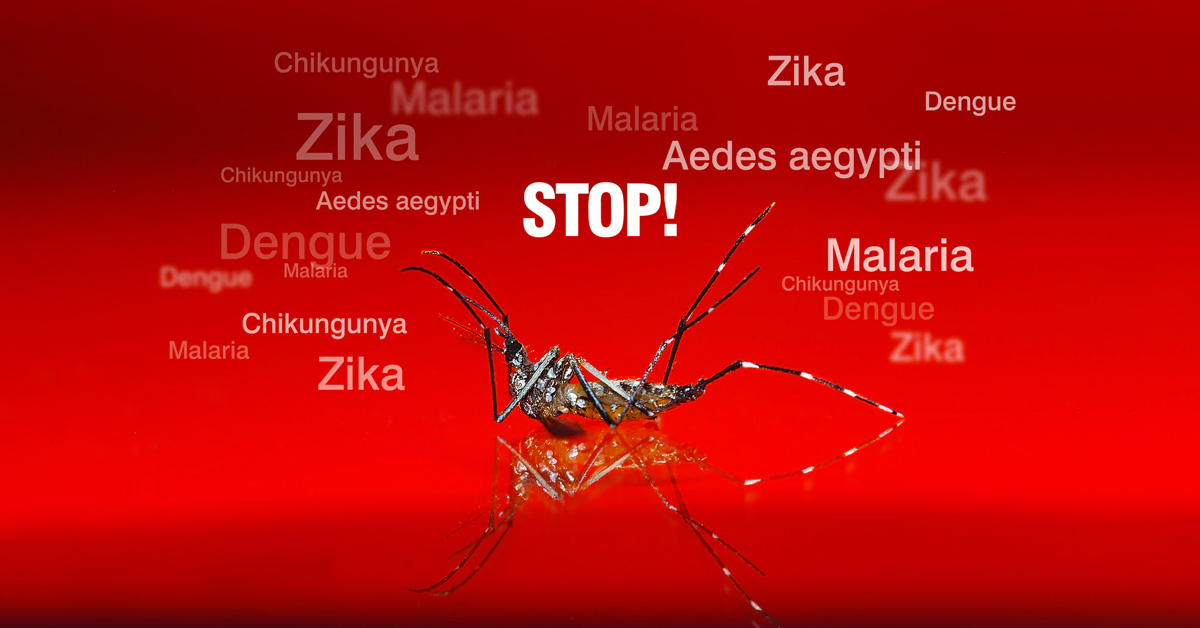 Chikungunya
Malaria
Zika
Chikungunya
Aedes aegypti
Dengue
Dengue
Malaria
Chikungunya
Malaria
Zika
Malaria
STOP!
Zika
Dengue
Aedes aegypti
Zika
Malaria
Chikungunya
Dengue
Zika